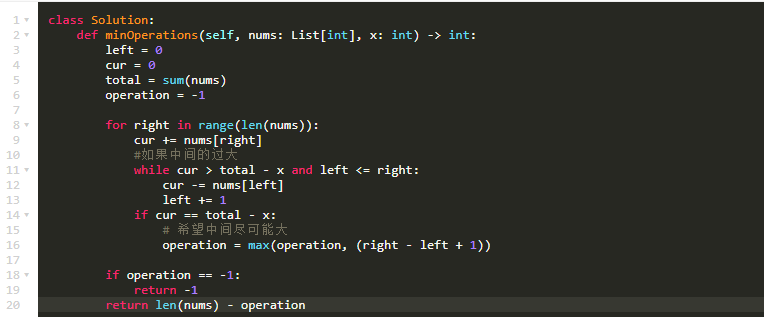 1 class Solution:
2     def minOperations(self, nums: List[int], x: int) -> int:
3         left = 0
4         cur = 0
5         total = sum(nums)
6         operation = -1
7
8         for right in range(len(nums)):
9             cur += nums[right]
10             #如果中间的过大
11             while cur > total - x and left <= right:
12                 cur -= nums[left]
13                 left += 1
14             if cur == total - x:
15                 # 希望中间尽可能大
16                 operation = max(operation, (right - left + 1))
17
18         if operation == -1:
19             return -1
20         return len(nums) - operation